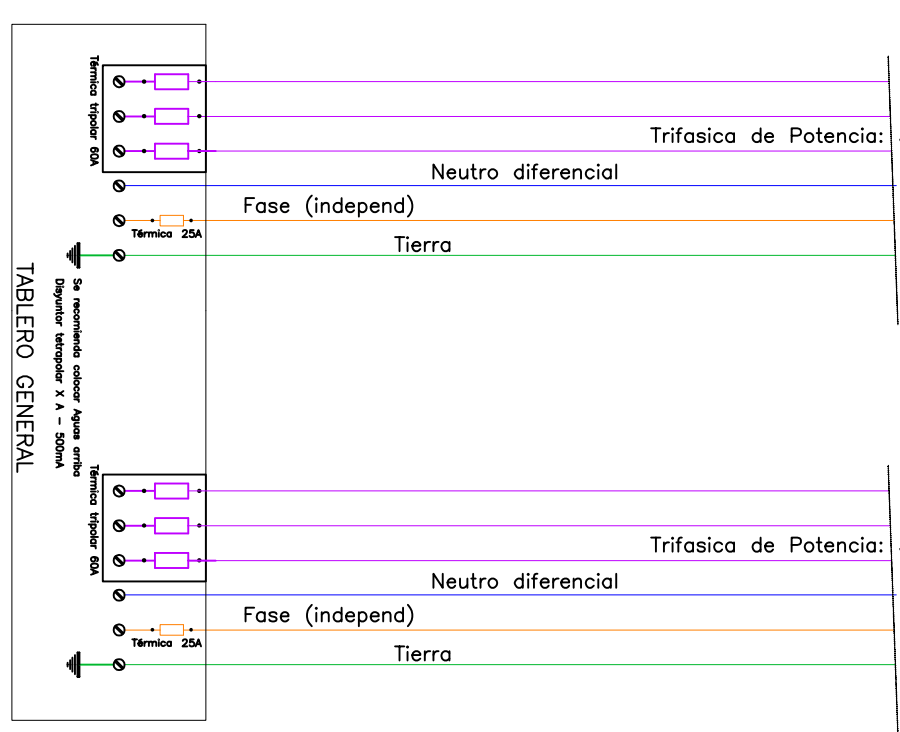 Térmica tripolar 60A
Trifasica de Potencia:
Neutro diferencial
Fase (independ)
Térmica 25A
Tierra
TABLERO GENERAL
Se recomienda colocar Aguas arriba
Disyuntor tetrapolar X A - 500mA
Térmica tripolar 60A
Trifasica de Potencia:
Neutro diferencial
Fase (independ)
Térmica 25A
Tierra